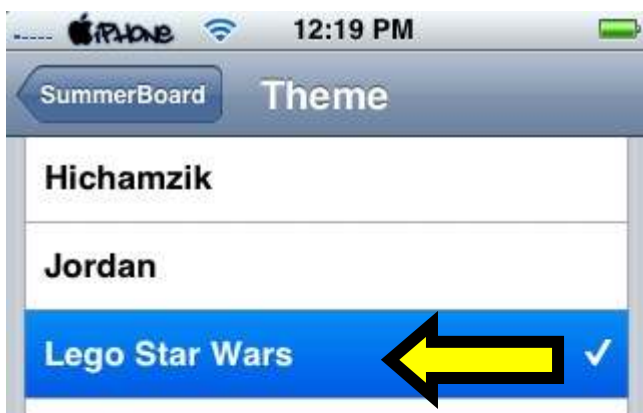 iPHONE 12:19 PM
SummerBoard Theme
Hichamzik
Jordan
Lego Star Wars